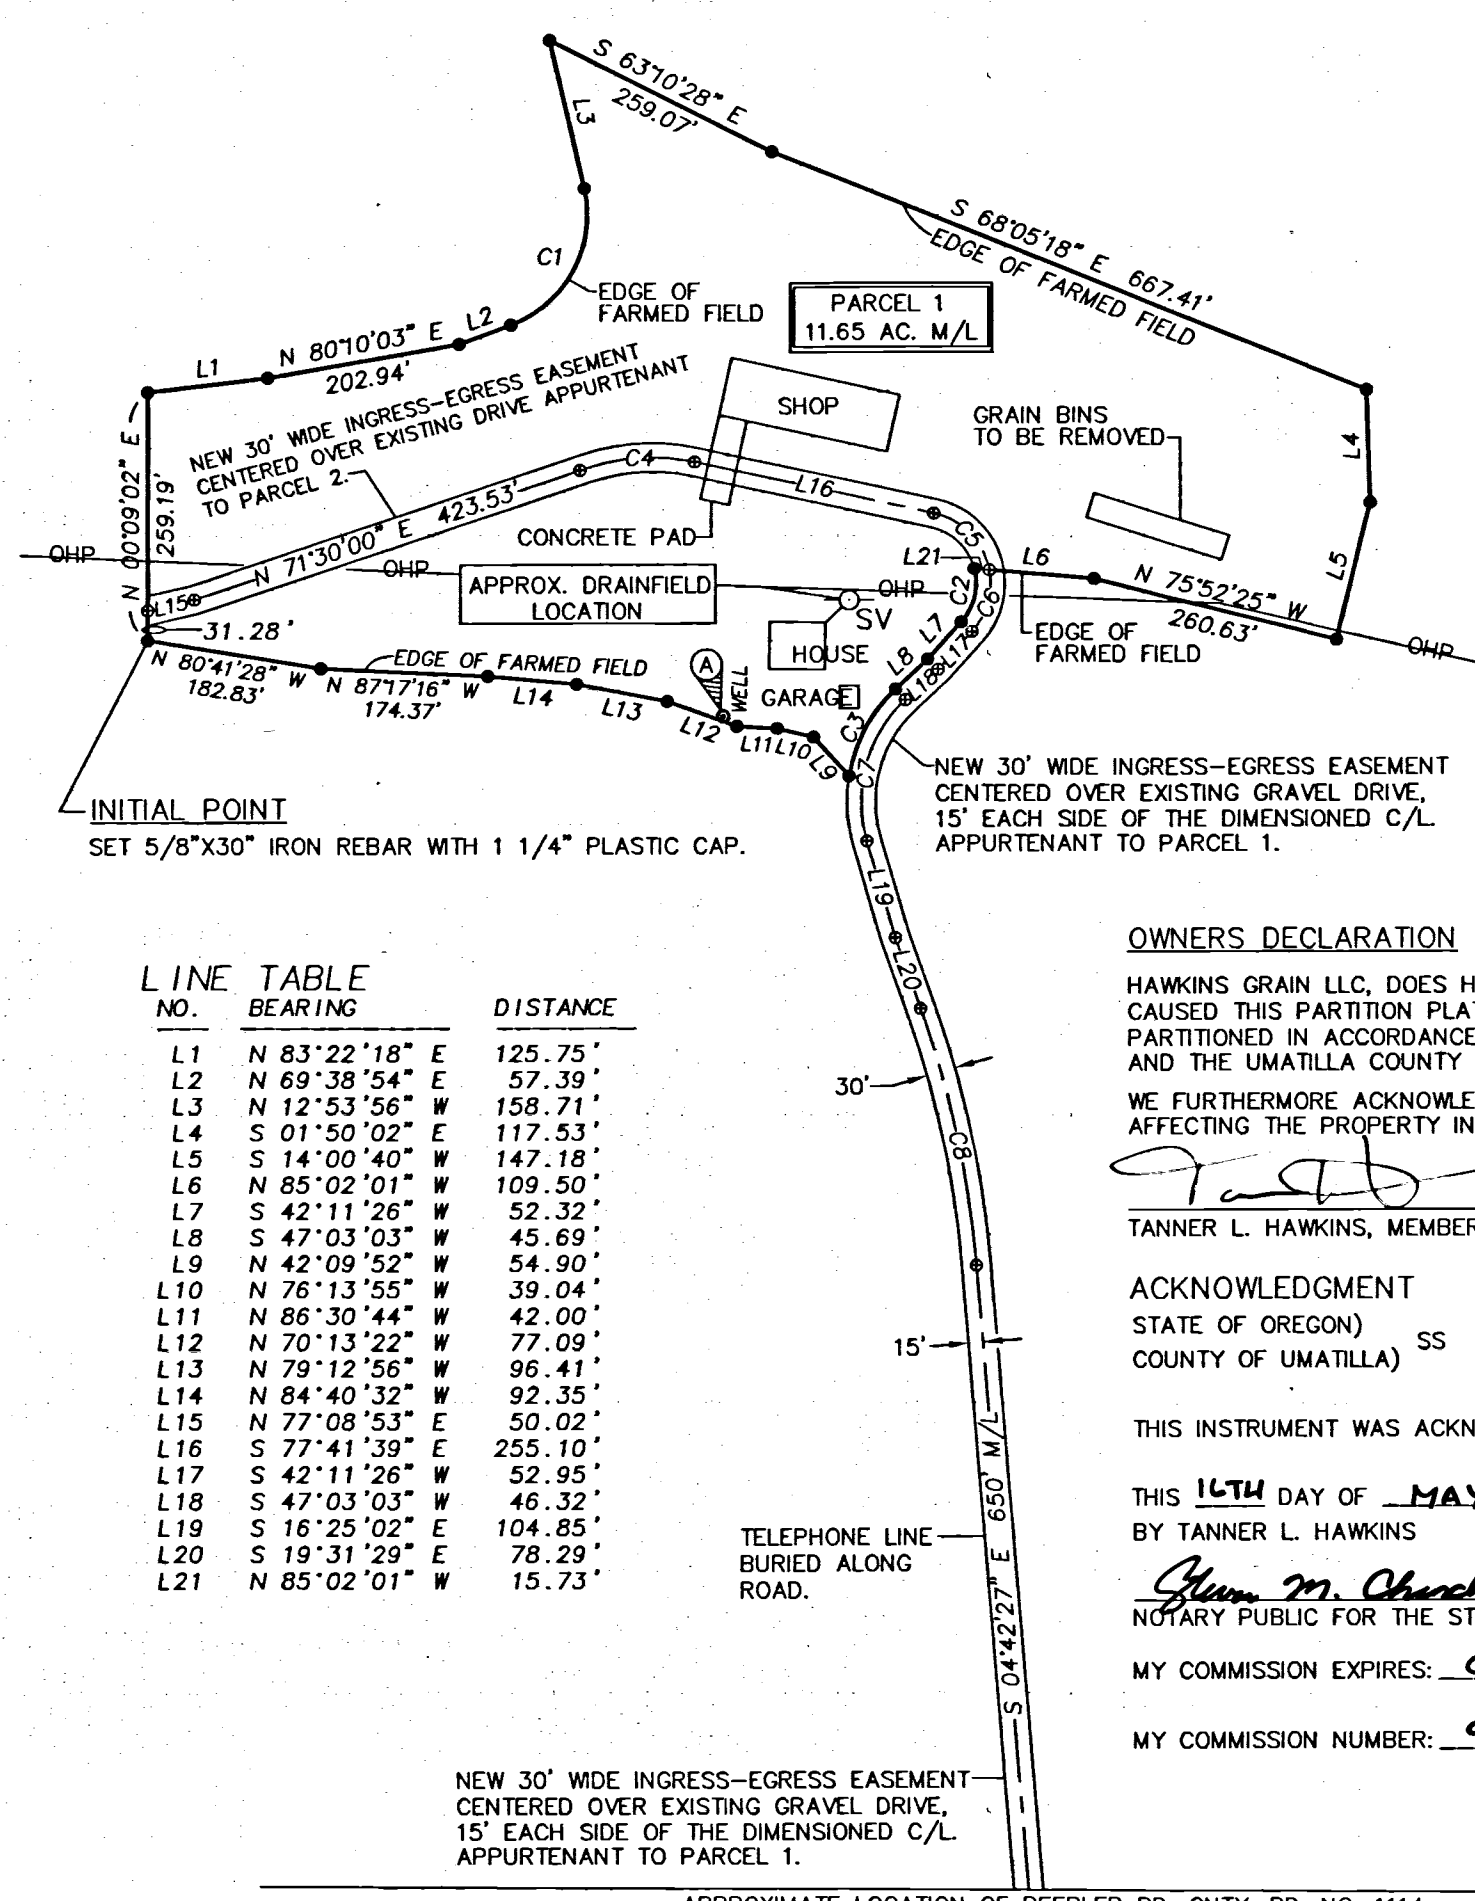 S 63°10'28" E
259.07'
L3
C1
EDGE OF
FARMED FIELD
S 68°05'18" E 667.41'
EDGE OF FARMED FIELD
PARCEL 1
11.65 AC. M/L
L1
N 80°10'03" E
202.94'
L2
NEW 30' WIDE INGRESS-EGRESS EASEMENT
CENTERED OVER EXISTING DRIVE APPURTENANT
TO PARCEL 2.
N 00°09'02" E
259.19'
SHOP
GRAIN BINS
TO BE REMOVED
L4
L5
C4
L16
N 71°30'00" E 423.53'
CONCRETE PAD
C5
L21
L6
OHP
OHP
OHP
OHP
L15
31.28'
APPROX. DRAINFIELD
LOCATION
SV
C2
C6
N 75°52'25" W
260.63'
EDGE OF
FARMED FIELD
HOUSE
L7
L17
L8
L18
GARAGE
N 80°41'28" W
182.83'
EDGE OF FARMED FIELD
N 87°17'16" W
174.37'
L14
L13
L12
A
WELL
L11
L10
L9
C3
C7
INITIAL POINT
SET 5/8"X30" IRON REBAR WITH 1 1/4" PLASTIC CAP.
NEW 30' WIDE INGRESS-EGRESS EASEMENT
CENTERED OVER EXISTING GRAVEL DRIVE,
15' EACH SIDE OF THE DIMENSIONED C/L.
APPURTENANT TO PARCEL 1.
L19
L20
30'
C8
15'
LINE TABLE
NO. BEARING DISTANCE
L1 N 83°22'18" E 125.75'
L2 N 69°38'54" E 57.39'
L3 N 12°53'56" W 158.71'
L4 S 01°50'02" E 117.53'
L5 S 14°00'40" W 147.18'
L6 N 85°02'01" W 109.50'
L7 S 42°11'26" W 52.32'
L8 S 47°03'03" W 45.69'
L9 N 42°09'52" W 54.90'
L10 N 76°13'55" W 39.04'
L11 N 86°30'44" W 42.00'
L12 N 70°13'22" W 77.09'
L13 N 79°12'56" W 96.41'
L14 N 84°40'32" W 92.35'
L15 N 77°08'53" E 50.02'
L16 S 77°41'39" E 255.10'
L17 S 42°11'26" W 52.95'
L18 S 47°03'03" W 46.32'
L19 S 16°25'02" E 104.85'
L20 S 19°31'29" E 78.29'
L21 N 85°02'01" W 15.73'
OWNERS DECLARATION
HAWKINS GRAIN LLC, DOES H
CAUSED THIS PARTITION PLA
PARTITIONED IN ACCORDANCE
AND THE UMATILLA COUNTY
WE FURTHERMORE ACKNOWLE
AFFECTING THE PROPERTY IN
TANNER L. HAWKINS, MEMBER
ACKNOWLEDGMENT
STATE OF OREGON)
SS
COUNTY OF UMATILLA)
THIS INSTRUMENT WAS ACKN
THIS 16TH DAY OF MAY
BY TANNER L. HAWKINS
NOTARY PUBLIC FOR THE ST
MY COMMISSION EXPIRES:
MY COMMISSION NUMBER:
TELEPHONE LINE
BURIED ALONG
ROAD.
S 04°42'27" E 650' M/L
NEW 30' WIDE INGRESS-EGRESS EASEMENT
CENTERED OVER EXISTING GRAVEL DRIVE,
15' EACH SIDE OF THE DIMENSIONED C/L.
APPURTENANT TO PARCEL 1.